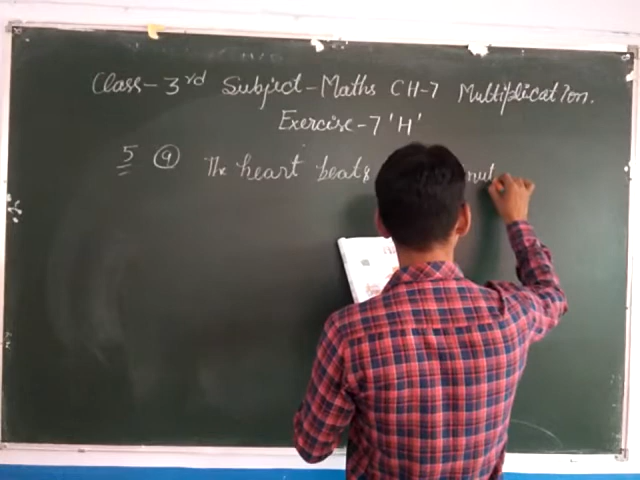 Class-3rd Subject-Maths CH-7 Multiplication.
Exercise-7'H'
5 (a) The heart beats